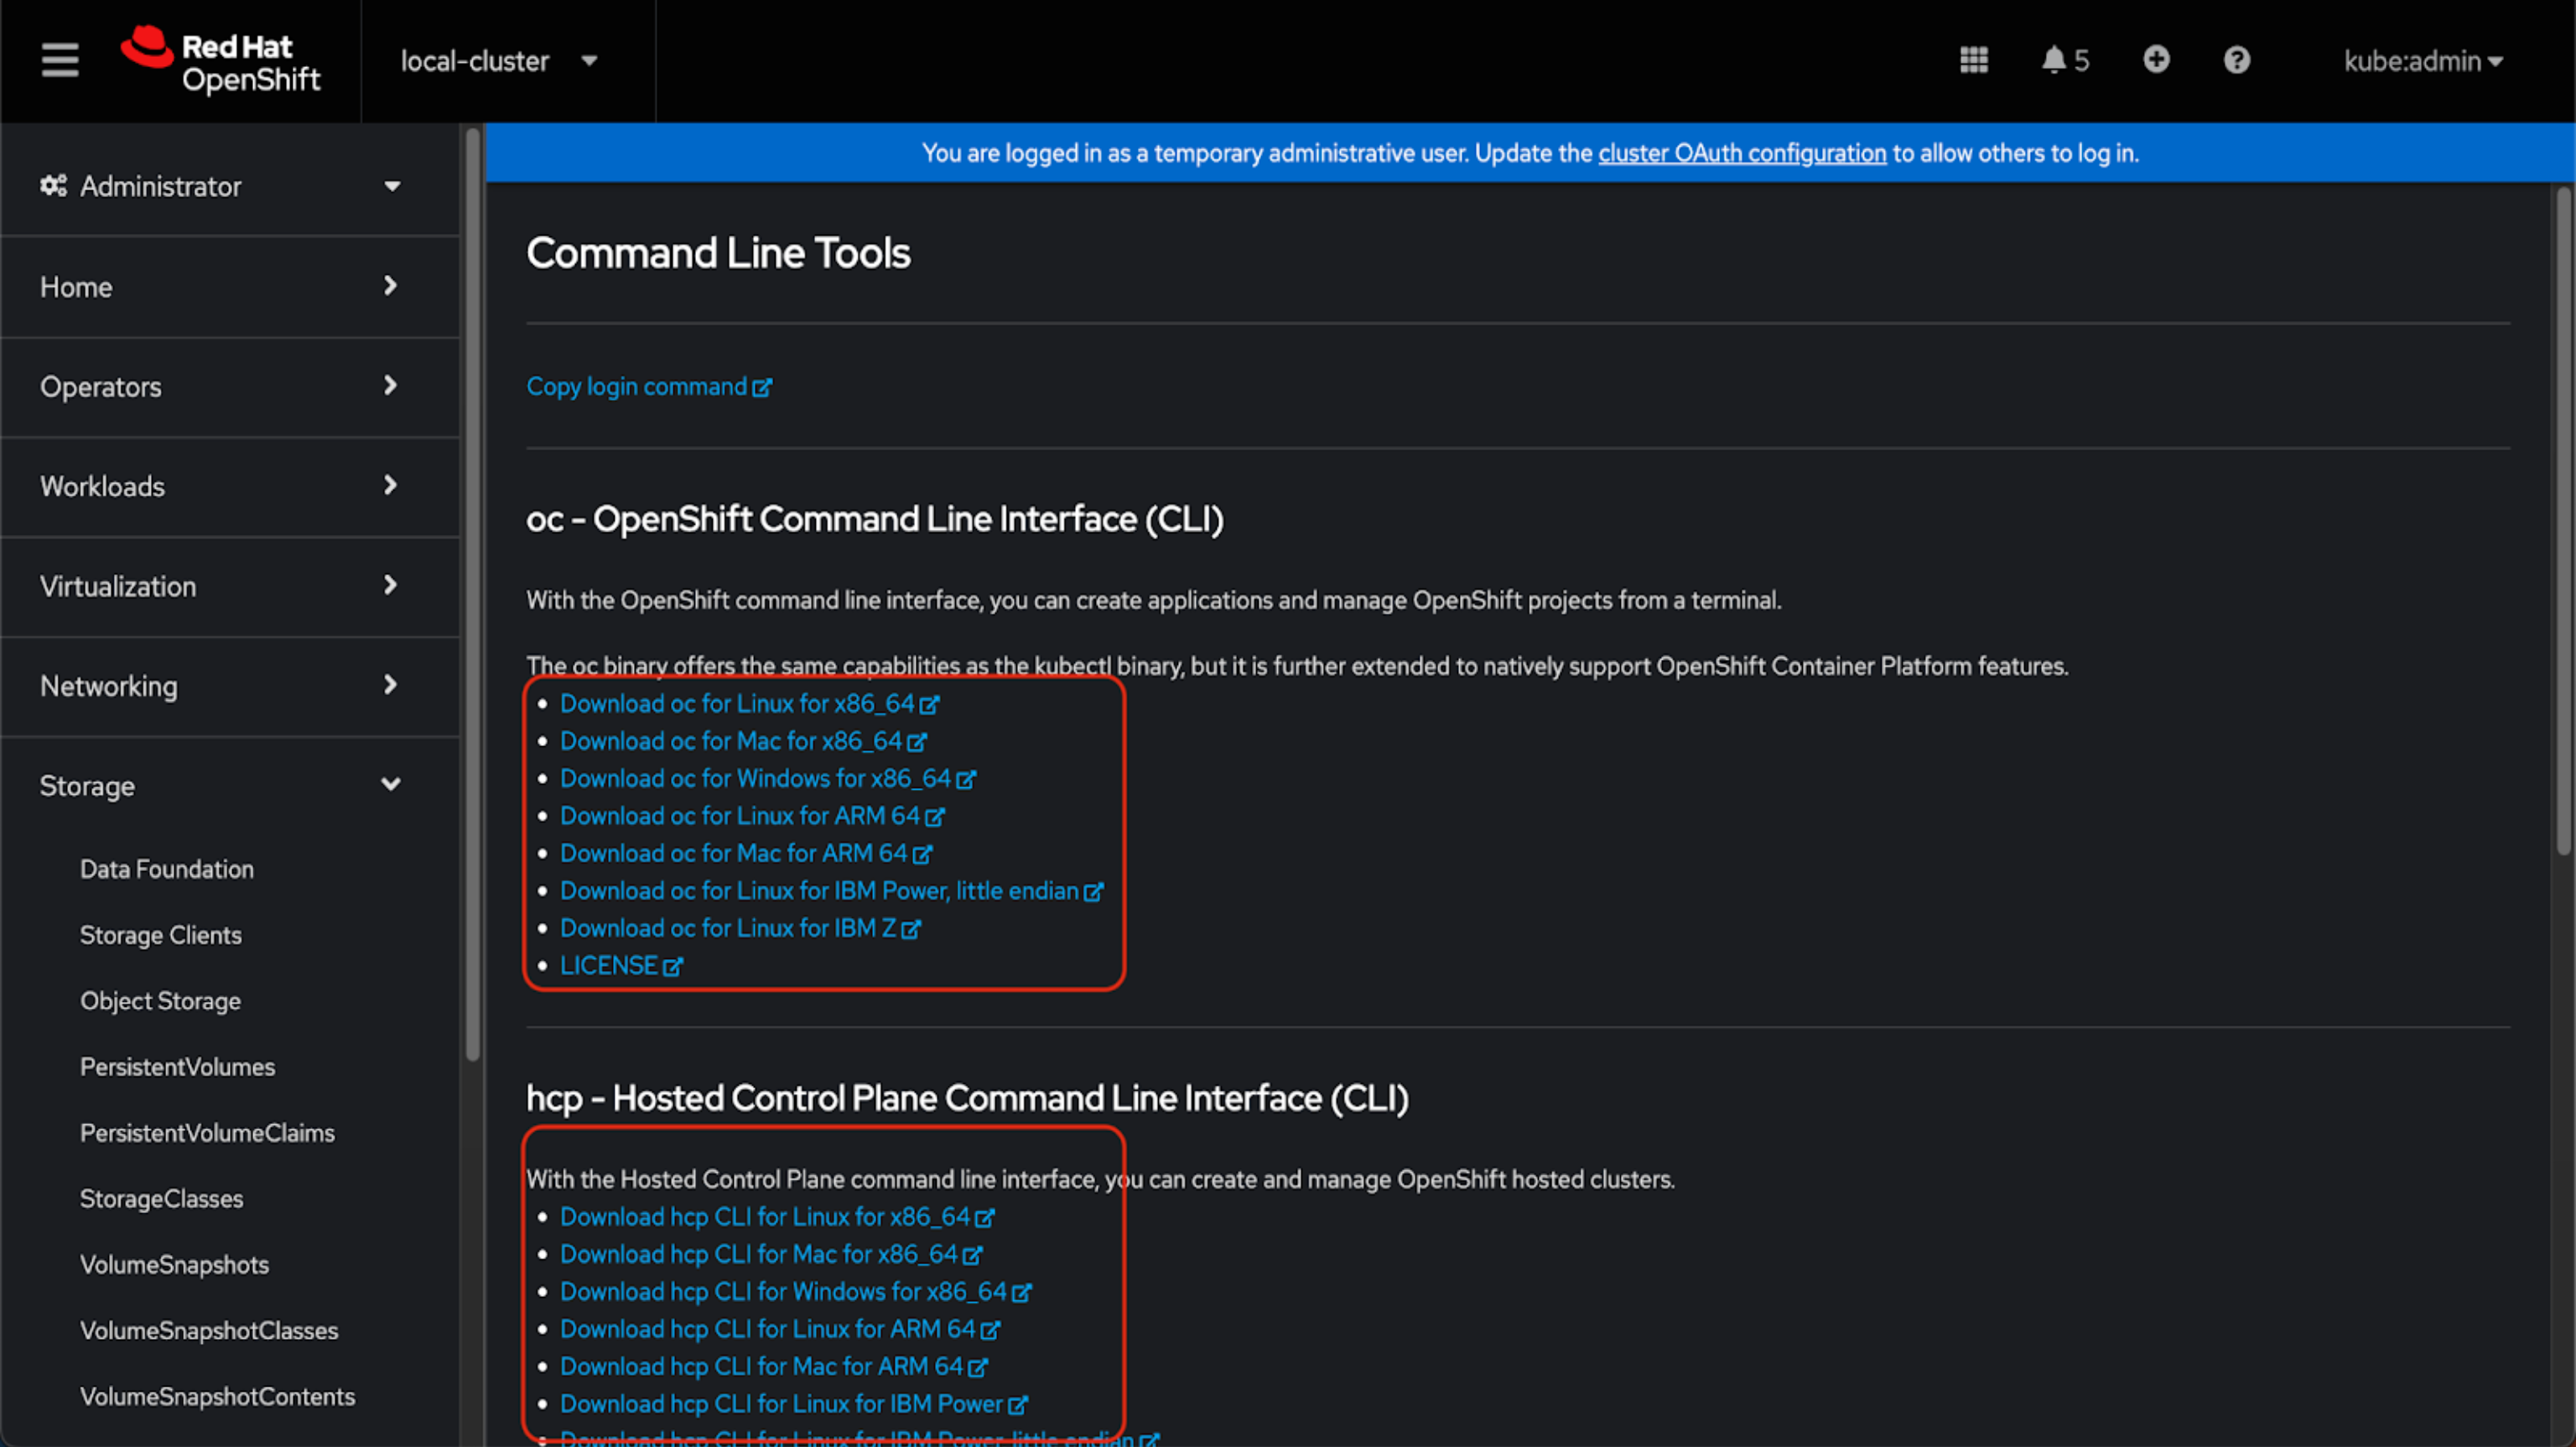 Red Hat
OpenShift
local-cluster
5
kube:admin
You are logged in as a temporary administrative user. Update the cluster OAuth configuration to allow others to log in.
Administrator
Home
Operators
Workloads
Virtualization
Networking
Storage
Data Foundation
Storage Clients
Object Storage
PersistentVolumes
PersistentVolumeClaims
StorageClasses
VolumeSnapshots
VolumeSnapshotClasses
VolumeSnapshotContents
Command Line Tools
Copy login command
oc - OpenShift Command Line Interface (CLI)
With the OpenShift command line interface, you can create applications and manage OpenShift projects from a terminal.
The oc binary offers the same capabilities as the kubectl binary, but it is further extended to natively support OpenShift Container Platform features.
Download oc for Linux for x86_64
Download oc for Mac for x86_64
Download oc for Windows for x86_64
Download oc for Linux for ARM 64
Download oc for Mac for ARM 64
Download oc for Linux for IBM Power, little endian
Download oc for Linux for IBM Z
LICENSE
hcp - Hosted Control Plane Command Line Interface (CLI)
With the Hosted Control Plane command line interface, you can create and manage OpenShift hosted clusters.
Download hcp CLI for Linux for x86_64
Download hcp CLI for Mac for x86_64
Download hcp CLI for Windows for x86_64
Download hcp CLI for Linux for ARM 64
Download hcp CLI for Mac for ARM 64
Download hcp CLI for Linux for IBM Power
Download hcp CLI for Linux for IBM Power, little endian